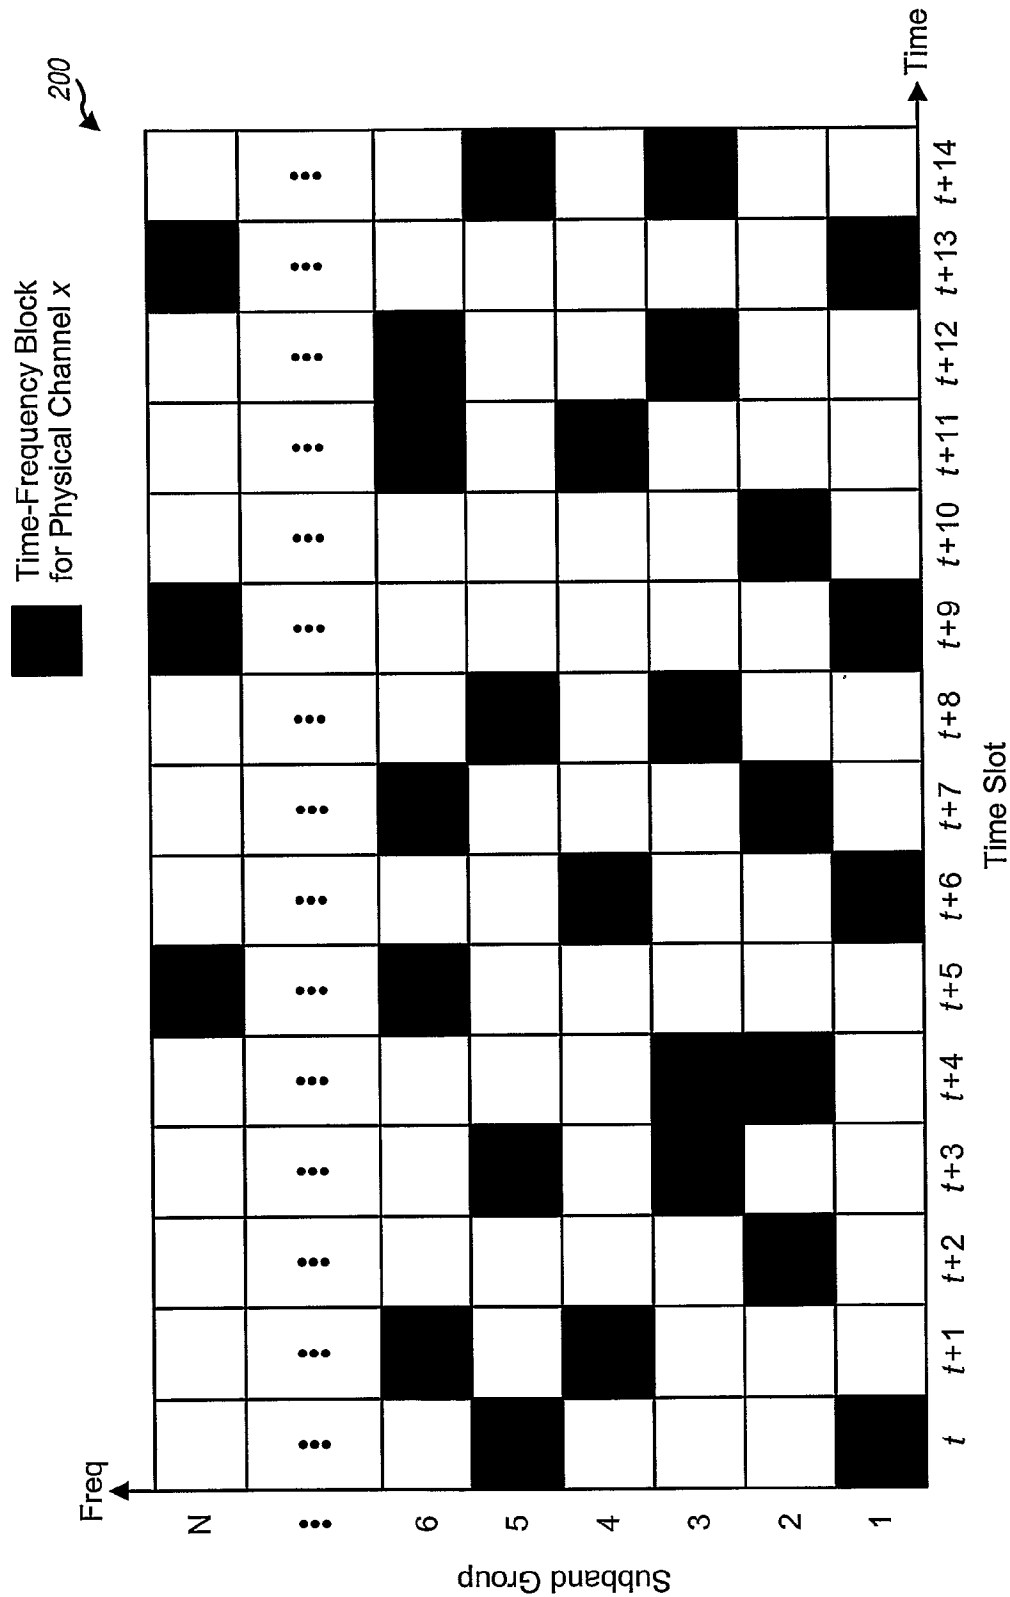 Time-Frequency Block
for Physical Channel x
200
Freq
N
...
6
5
4
3
2
1
Subband Group
... ... ... ... ... ... ... ... ... ... ... ... ... ... ...
t t+1 t+2 t+3 t+4 t+5 t+6 t+7 t+8 t+9 t+10 t+11 t+12 t+13 t+14
Time
Time Slot